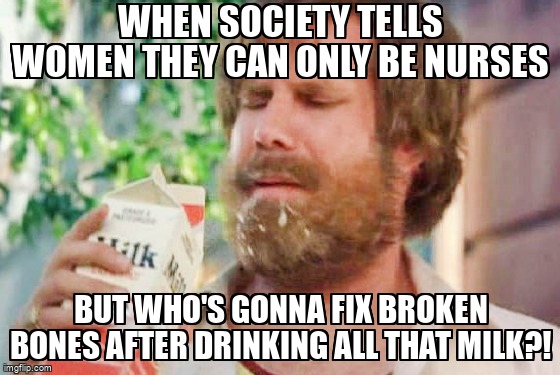 WHEN SOCIETY TELLS
WOMEN THEY CAN ONLY BE NURSES
Milk
BUT WHO'S GONNA FIX BROKEN
BONES AFTER DRINKING ALL THAT MILK?!
imgflip.com